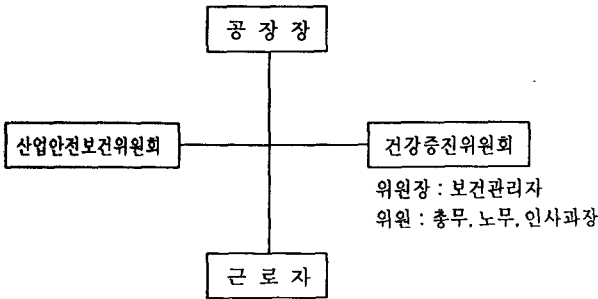 공 장 장
산업안전보건위원회
건강증진위원회
위원장 : 보건관리자
위원 : 총무, 노무, 인사과장
근 로 자